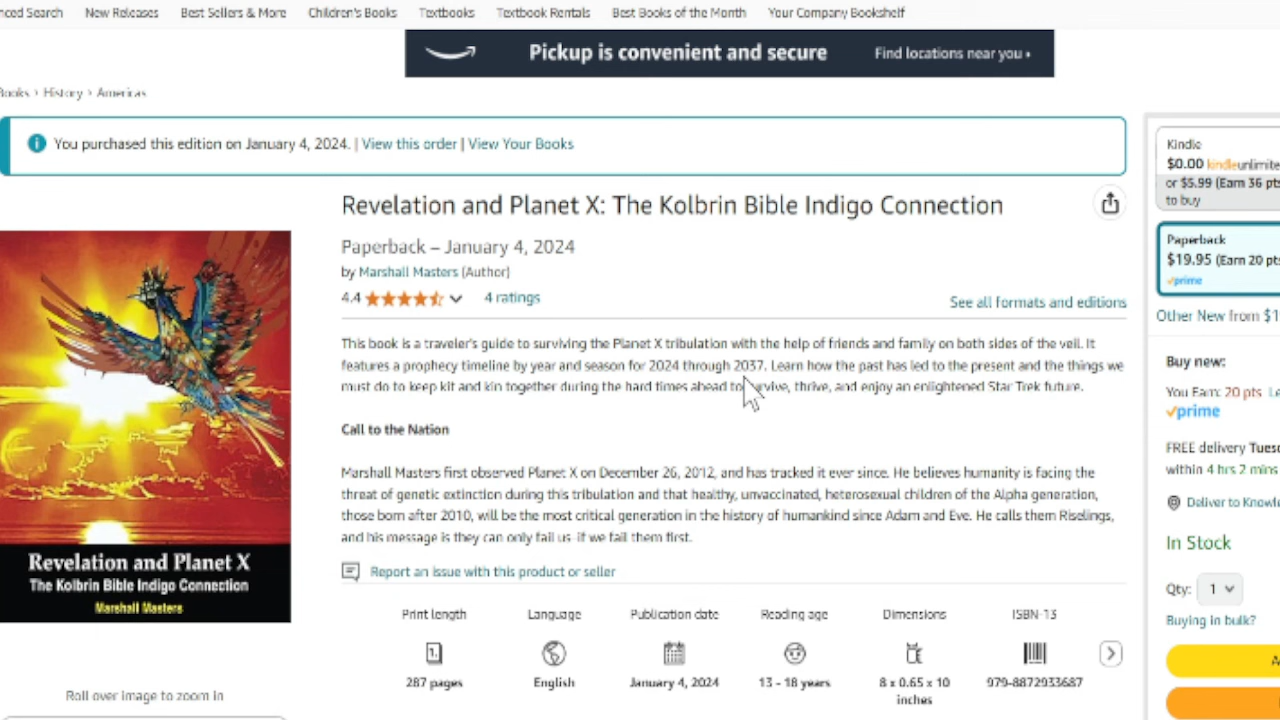 nced Search New Releases Best Sellers & More Children's Books Textbooks Textbook Rentals Best Books of the Month Your Company Bookshelf
Pickup is convenient and secure Find locations near you
Books › History › Americas
You purchased this edition on January 4, 2024. | View this order | View Your Books
Revelation and Planet X: The Kolbrin Bible Indigo Connection
Paperback – January 4, 2024
by Marshall Masters (Author)
4.4 4 ratings
See all formats and editions
This book is a traveler's guide to surviving the Planet X tribulation with the help of friends and family on both sides of the veil. It
features a prophecy timeline by year and season for 2024 through 2037. Learn how the past has led to the present and the things we
must do to keep kit and kin together during the hard times ahead to survive, thrive, and enjoy an enlightened Star Trek future.
Call to the Nation
Marshall Masters first observed Planet X on December 26, 2012, and has tracked it ever since. He believes humanity is facing the
threat of genetic extinction during this tribulation and that healthy, unvaccinated, heterosexual children of the Alpha generation,
those born after 2010, will be the most critical generation in the history of humankind since Adam and Eve. He calls them Riselings,
and his message is they can only fail us-if we fail them first.
Report an issue with this product or seller
Print length Language Publication date Reading age Dimensions ISBN-13
287 pages English January 4, 2024 13 - 18 years 8 x 0.65 x 10 979-8872933687
inches
Revelation and Planet X
The Kolbrin Bible Indigo Connection
Marshall Masters
Roll over image to zoom in
Kindle
$0.00 kindleunlimite
or $5.99 (Earn 36 pts
to buy
Paperback
$19.95 (Earn 20 pts
prime
Other New from $1
Buy new:
You Earn: 20 pts Le
prime
FREE delivery Tues
within 4 hrs 2 mins
Deliver to Knowl
In Stock
Qty: 1
Buying in bulk?